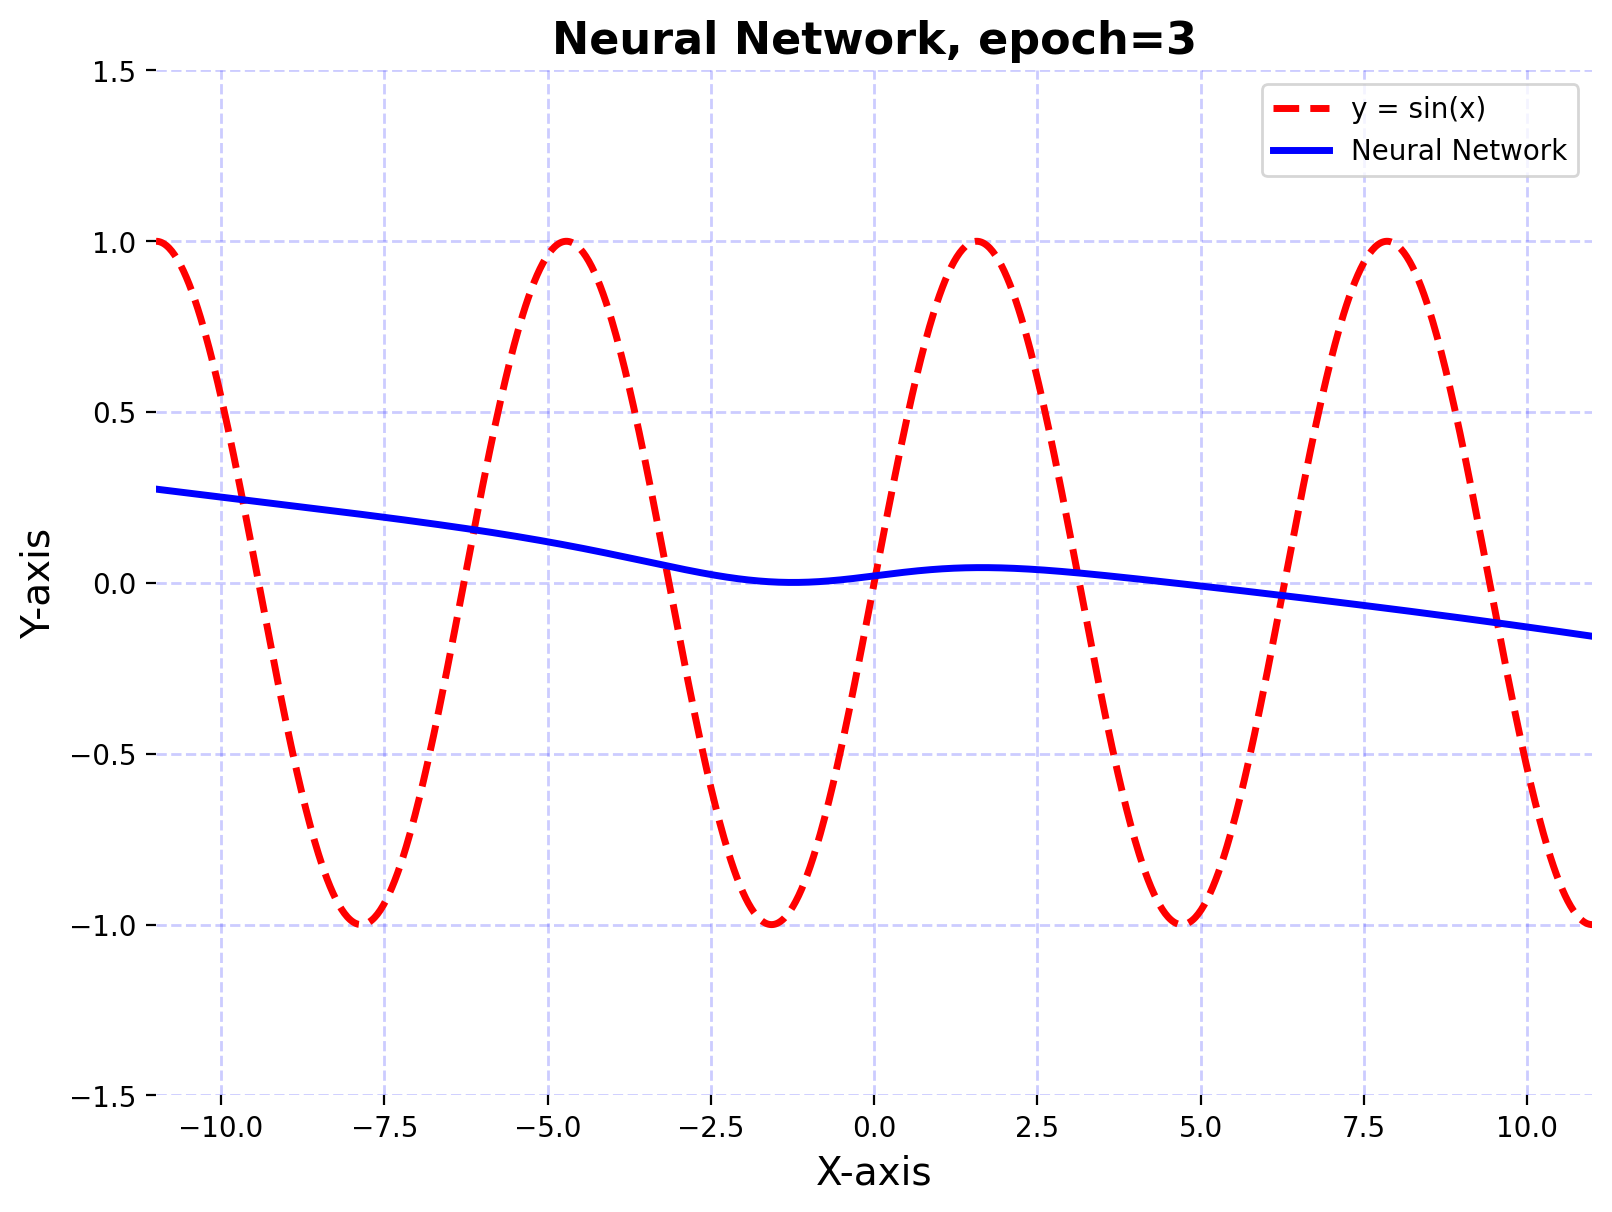 Neural Network, epoch=3
y = sin(x)
Neural Network
1.5
1.0
0.5
0.0
−0.5
−1.0
−1.5
Y-axis
−10.0 −7.5 −5.0 −2.5 0.0 2.5 5.0 7.5 10.0
X-axis